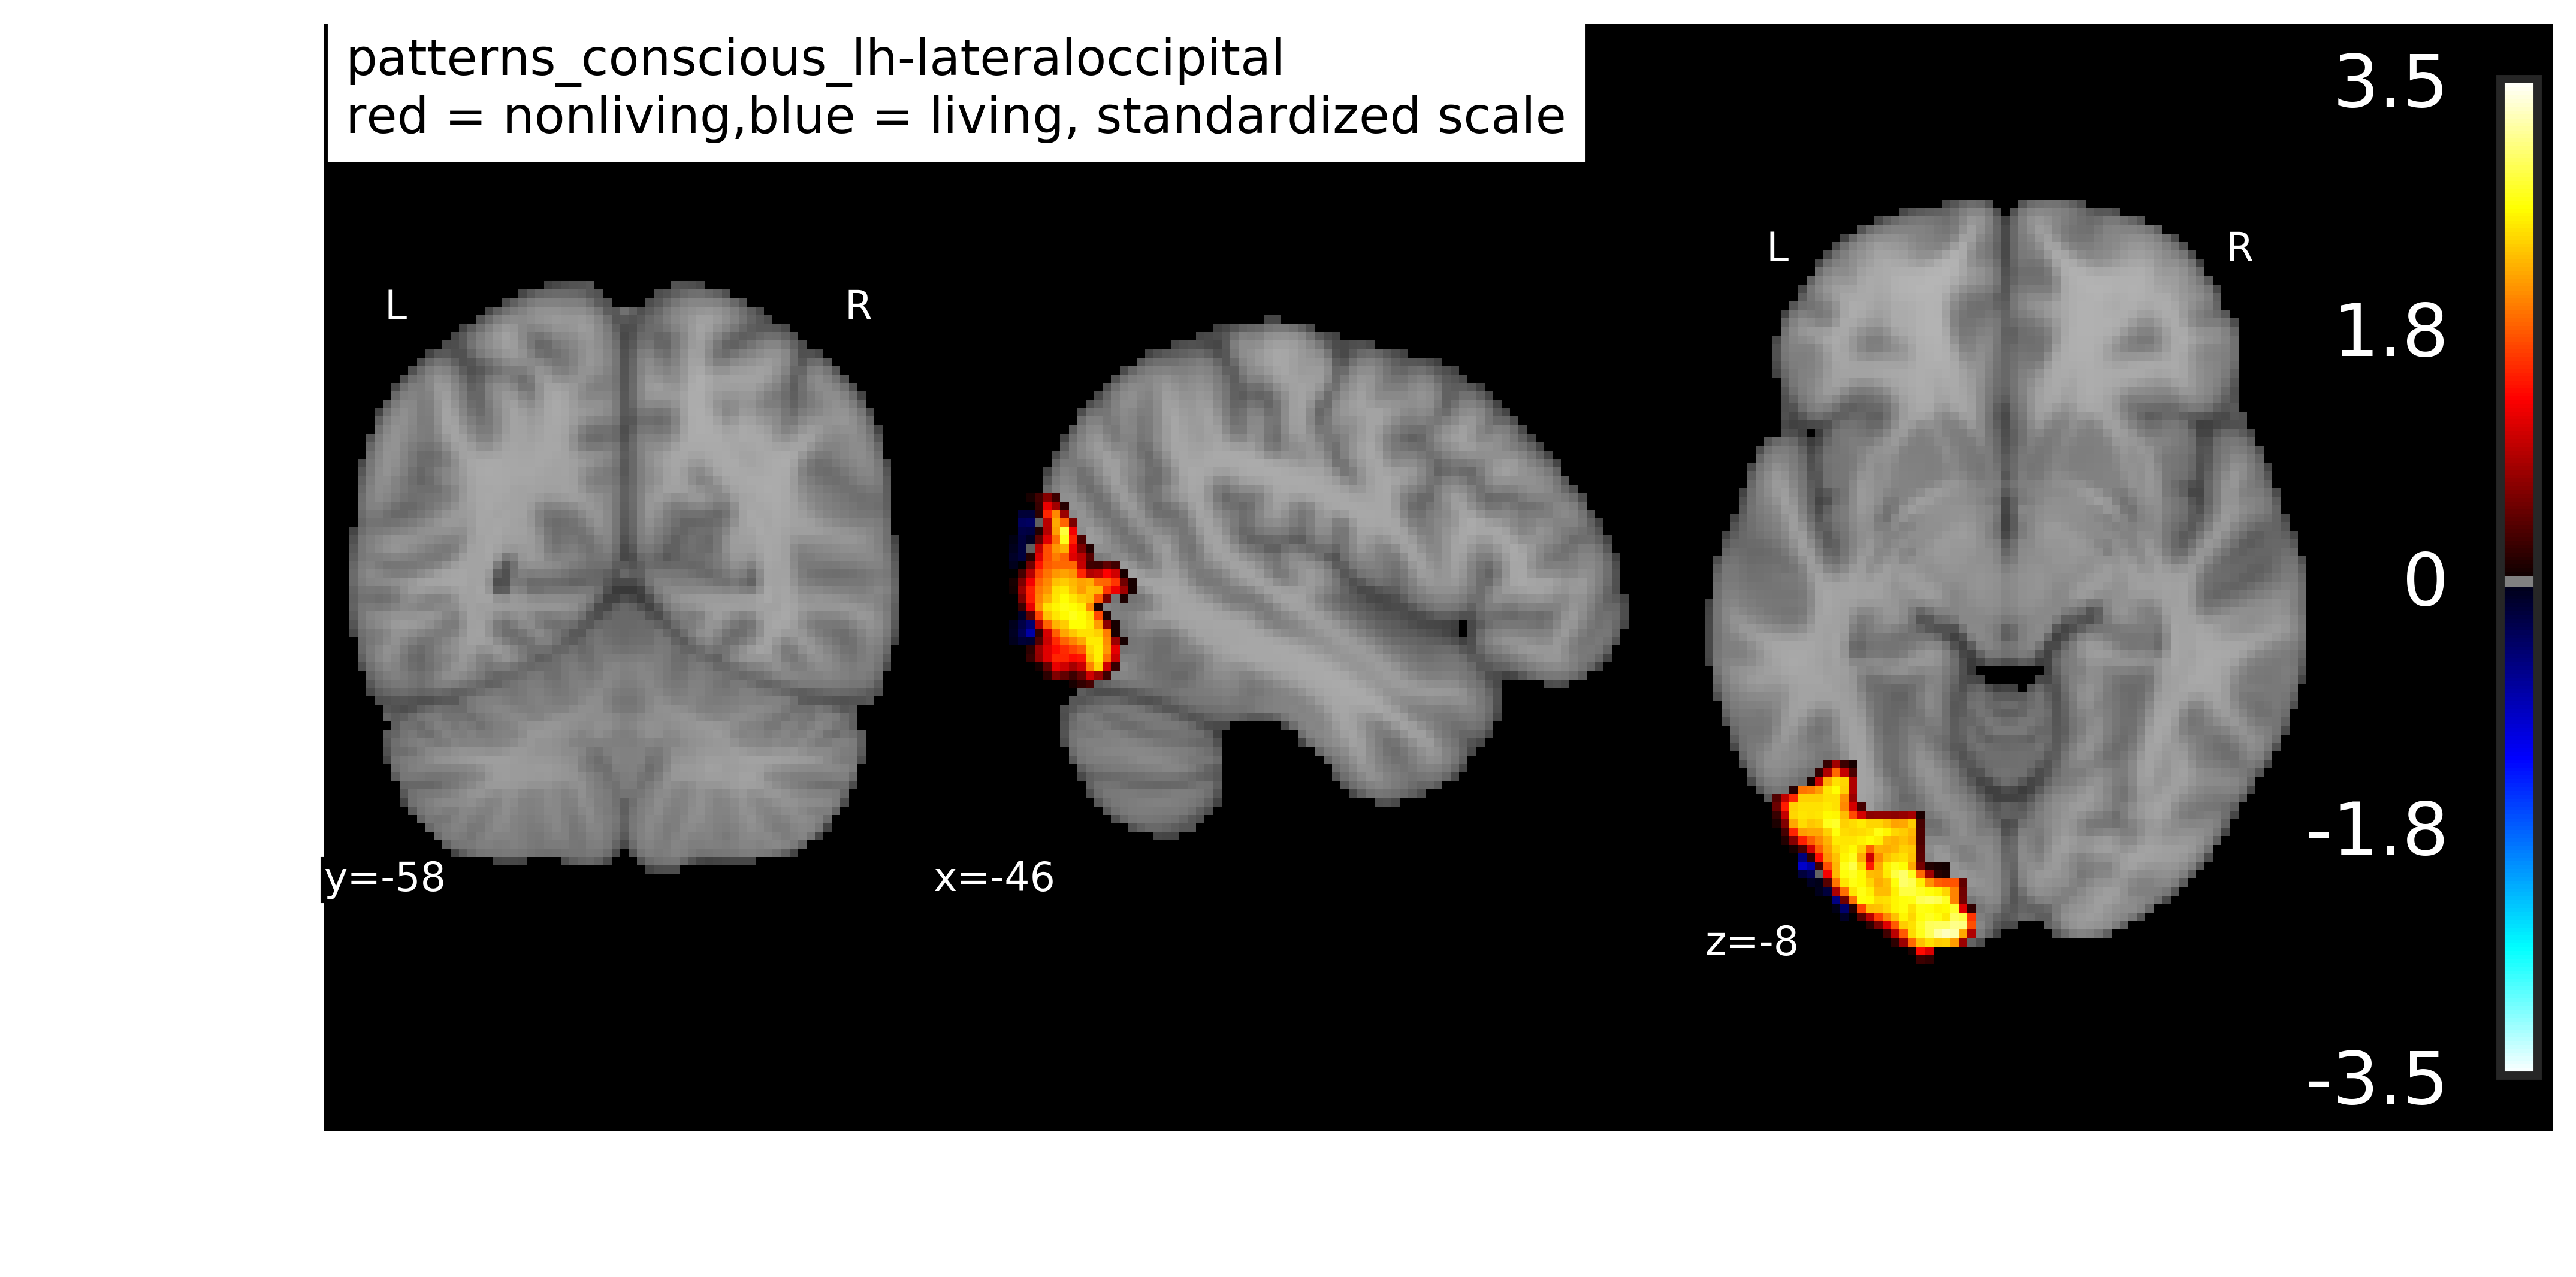 patterns_conscious_lh-lateraloccipital
red = nonliving,blue = living, standardized scale
L
R
y=-58
x=-46
L
R
z=-8
3.5
1.8
0
-1.8
-3.5